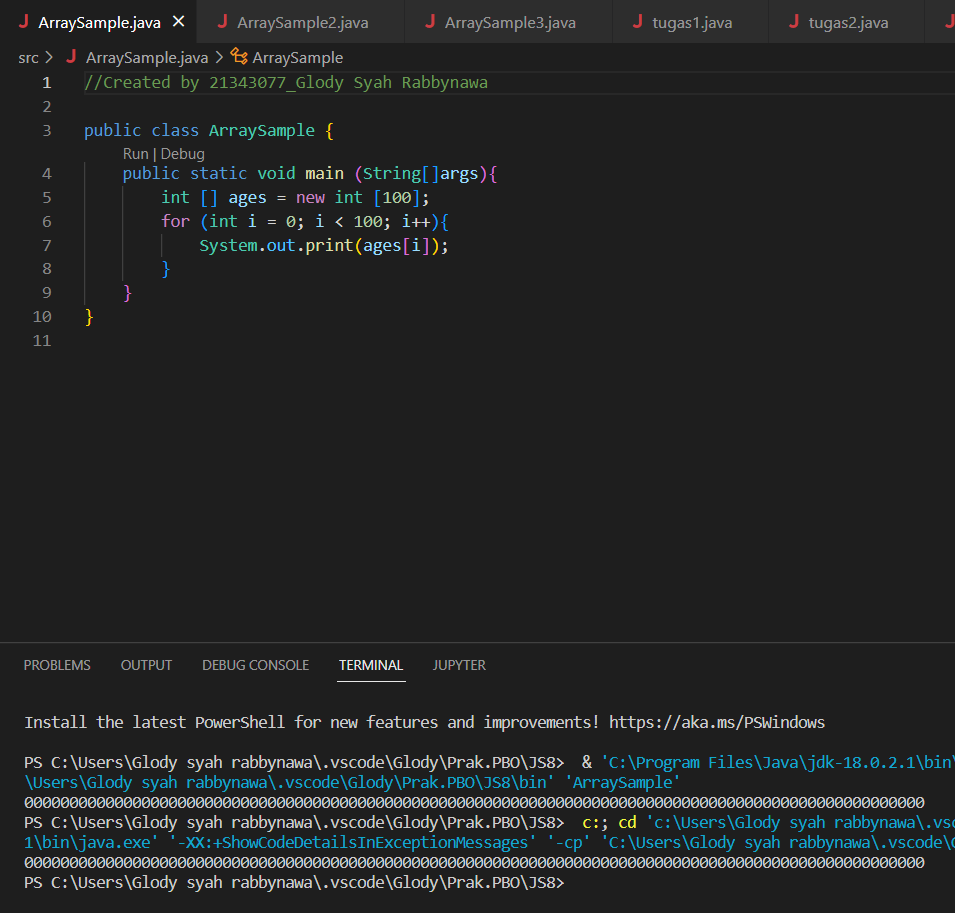 ArraySample.java ArraySample2.java ArraySample3.java tugas1.java tugas2.java
src > ArraySample.java > ArraySample
1 //Created by 21343077_Glody Syah Rabbynawa
2
3 public class ArraySample {
Run | Debug
4 public static void main (String[]args){
5 int [] ages = new int [100];
6 for (int i = 0; i < 100; i++){
7 System.out.print(ages[i]);
8 }
9 }
10 }
11
PROBLEMS OUTPUT DEBUG CONSOLE TERMINAL JUPYTER
Install the latest PowerShell for new features and improvements! https://aka.ms/PSWindows
PS C:\Users\Glody syah rabbynawa\.vscode\Glody\Prak.PBO\JS8> & 'C:\Program Files\Java\jdk-18.0.2.1\bin\
\Users\Glody syah rabbynawa\.vscode\Glody\Prak.PBO\JS8\bin' 'ArraySample'
0000000000000000000000000000000000000000000000000000000000000000000000000000000000000000000000000000
PS C:\Users\Glody syah rabbynawa\.vscode\Glody\Prak.PBO\JS8> c:; cd 'c:\Users\Glody syah rabbynawa\.vsc
1\bin\java.exe' '-XX:+ShowCodeDetailsInExceptionMessages' '-cp' 'C:\Users\Glody syah rabbynawa\.vscode\G
0000000000000000000000000000000000000000000000000000000000000000000000000000000000000000000000000000
PS C:\Users\Glody syah rabbynawa\.vscode\Glody\Prak.PBO\JS8>